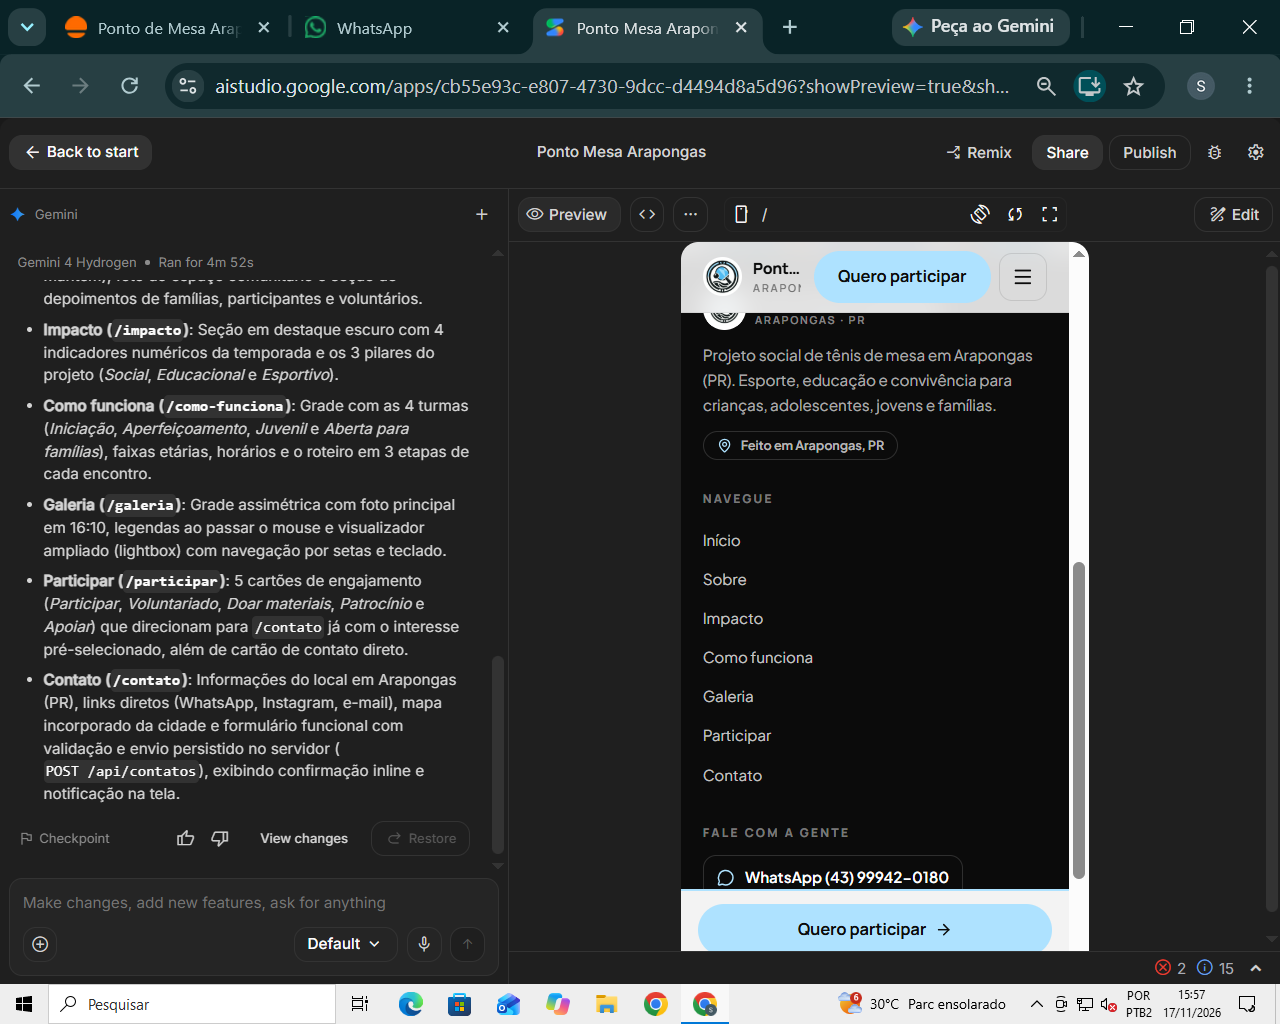 Ponto de Mesa Arap
WhatsApp
Ponto Mesa Arapon
Peça ao Gemini
aistudio.google.com/apps/cb55e93c-e807-4730-9dcc-d4494d8a5d96?showPreview=true&sh...
S
Back to start
Ponto Mesa Arapongas
Remix
Share
Publish
Gemini
Preview
/
Edit
Gemini 4 Hydrogen • Ran for 4m 52s
depoimentos de famílias, participantes e voluntários.
• Impacto (/impacto): Seção em destaque escuro com 4
indicadores numéricos da temporada e os 3 pilares do
projeto (Social, Educacional e Esportivo).
• Como funciona (/como-funciona): Grade com as 4 turmas
(Iniciação, Aperfeiçoamento, Juvenil e Aberta para
famílias), faixas etárias, horários e o roteiro em 3 etapas de
cada encontro.
• Galeria (/galeria): Grade assimétrica com foto principal
em 16:10, legendas ao passar o mouse e visualizador
ampliado (lightbox) com navegação por setas e teclado.
• Participar (/participar): 5 cartões de engajamento
(Participar, Voluntariado, Doar materiais, Patrocínio e
Apoiar) que direcionam para /contato já com o interesse
pré-selecionado, além de cartão de contato direto.
• Contato (/contato): Informações do local em Arapongas
(PR), links diretos (WhatsApp, Instagram, e-mail), mapa
incorporado da cidade e formulário funcional com
validação e envio persistido no servidor (
POST /api/contatos), exibindo confirmação inline e
notificação na tela.
Checkpoint
View changes
Restore
Make changes, add new features, ask for anything
Default
Pont...
ARAPON
Quero participar
ARAPONGAS · PR
Projeto social de tênis de mesa em Arapongas
(PR). Esporte, educação e convivência para
crianças, adolescentes, jovens e famílias.
Feito em Arapongas, PR
NAVEGUE
Início
Sobre
Impacto
Como funciona
Galeria
Participar
Contato
FALE COM A GENTE
WhatsApp (43) 99942-0180
Quero participar →
2
15
Pesquisar
6
30°C Parc ensolarado
POR
PTB2
15:57
17/11/2026